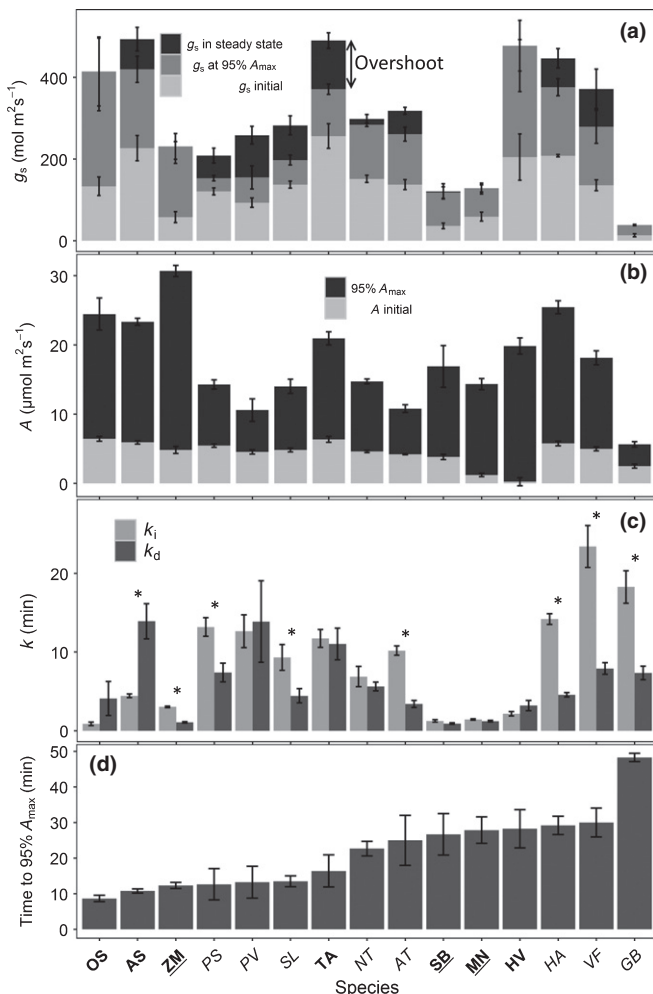 (a)
gs in steady state
gs at 95% Amax
gs initial
Overshoot
gs (mol m²s⁻¹)
400
200
0
(b)
95% Amax
A initial
A (µmol m²s⁻¹)
30
20
10
0
(c)
ki
kd
* * * * * * * *
k (min)
20
10
0
(d)
Time to 95% Amax (min)
50
40
30
20
10
0
OS AS ZM PS PV SL TA NT AT SB MN HV HA VF GB
Species